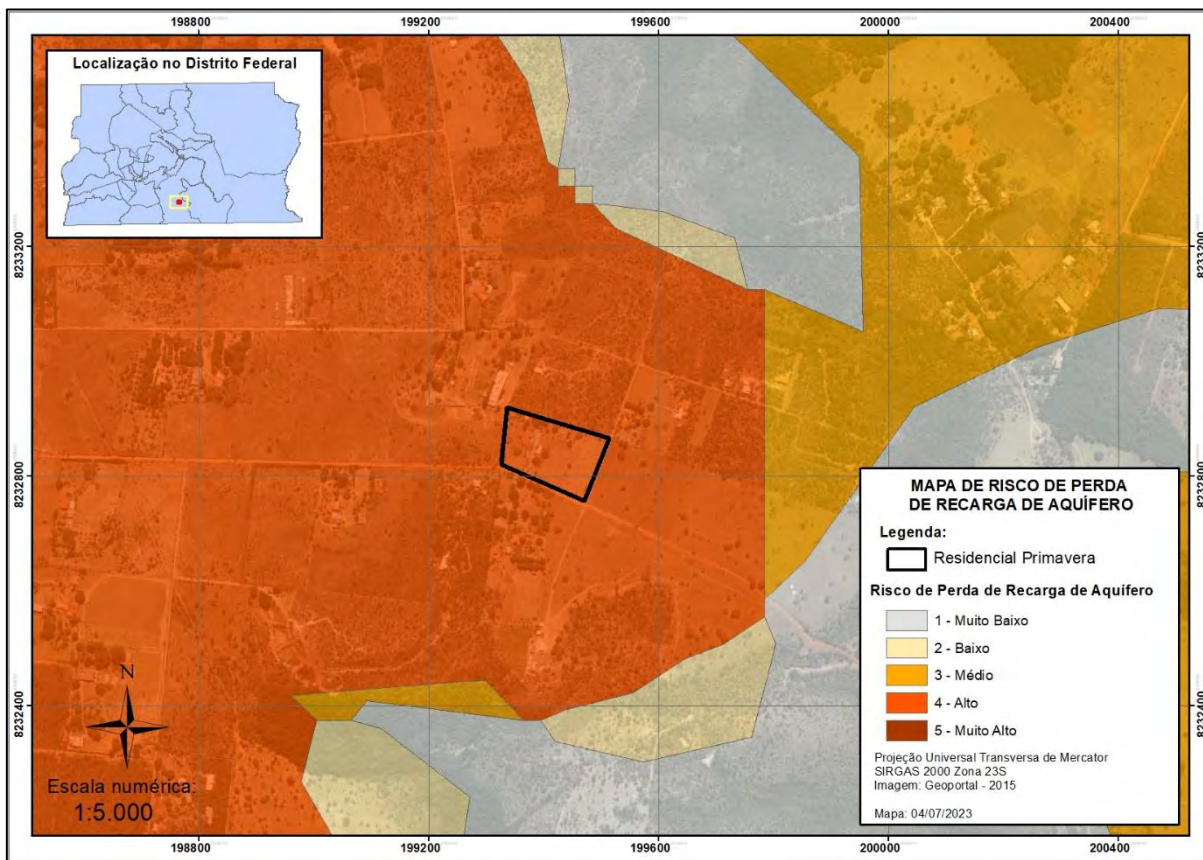 198800 199200 199600 200000 200400
Localização no Distrito Federal
8233200 8233200
8232800 8232800
8232400 8232400
N
Escala numérica:
1:5.000
MAPA DE RISCO DE PERDA
DE RECARGA DE AQUÍFERO
Legenda:
Residencial Primavera
Risco de Perda de Recarga de Aquífero
1 - Muito Baixo
2 - Baixo
3 - Médio
4 - Alto
5 - Muito Alto
Projeção Universal Transversa de Mercator
SIRGAS 2000 Zona 23S
Imagem: Geoportal - 2015
Mapa: 04/07/2023
198800 199200 199600 200000 200400